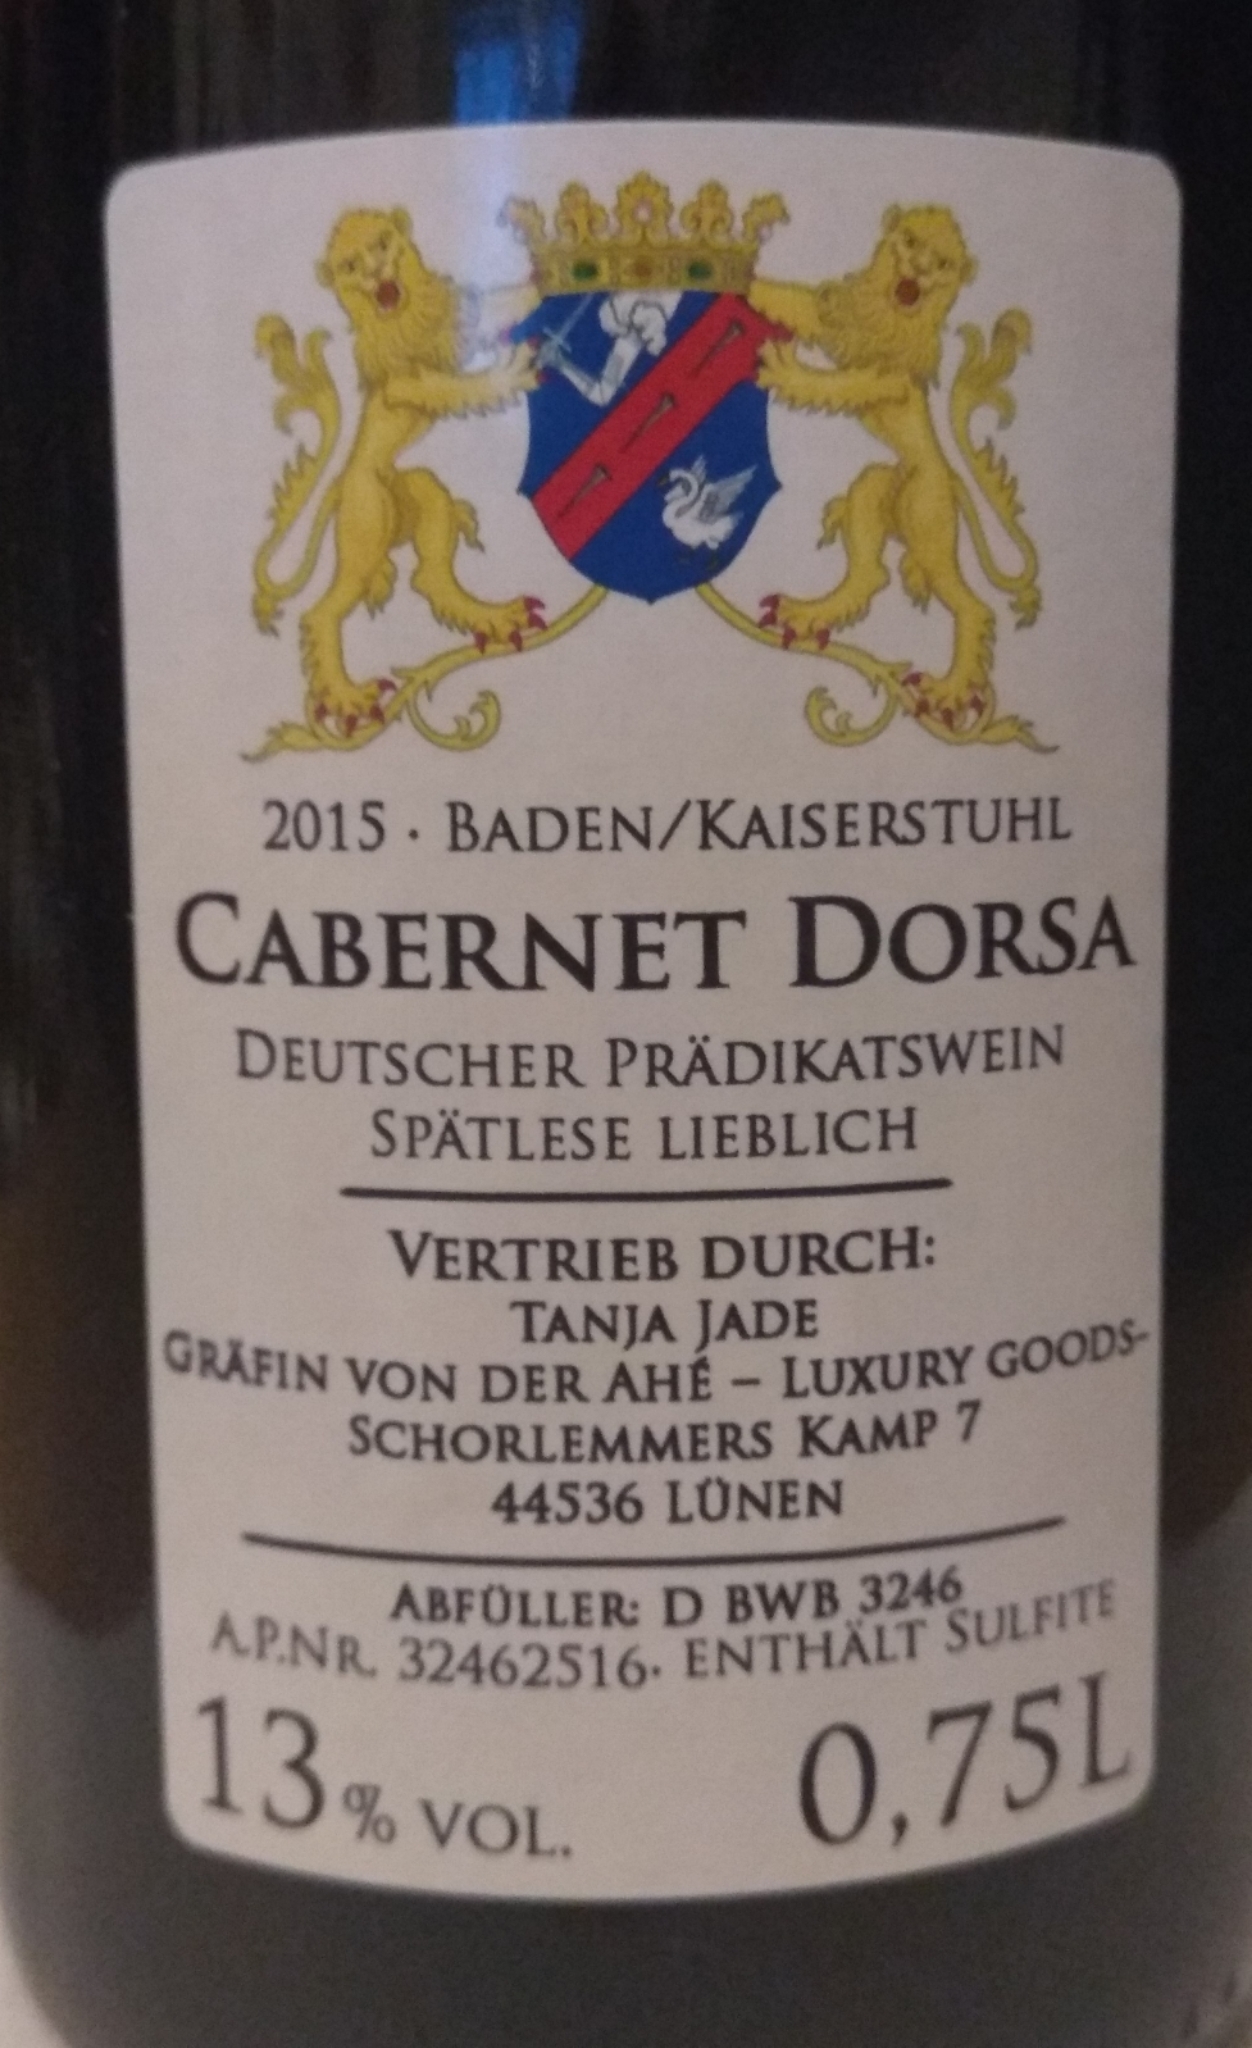 2015 · BADEN/KAISERSTUHL
CABERNET DORSA
DEUTSCHER PRÄDIKATSWEIN
SPÄTLESE LIEBLICH
VERTRIEB DURCH:
TANJA JADE
GRÄFIN VON DER AHÉ – LUXURY GOODS-
SCHORLEMMERS KAMP 7
44536 LÜNEN
ABFÜLLER: D BWB 3246
A.P.NR. 32462516. ENTHÄLT SULFITE
13% VOL. 0,75L